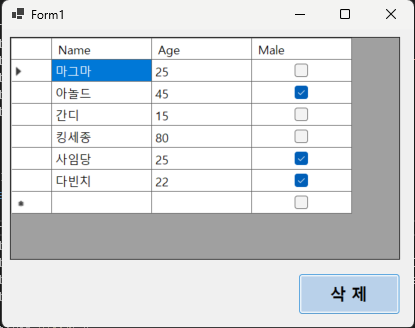 Form1
Name Age Male
마그마 25
아놀드 45
간디 15
킹세종 80
사임당 25
다빈치 22
삭 제